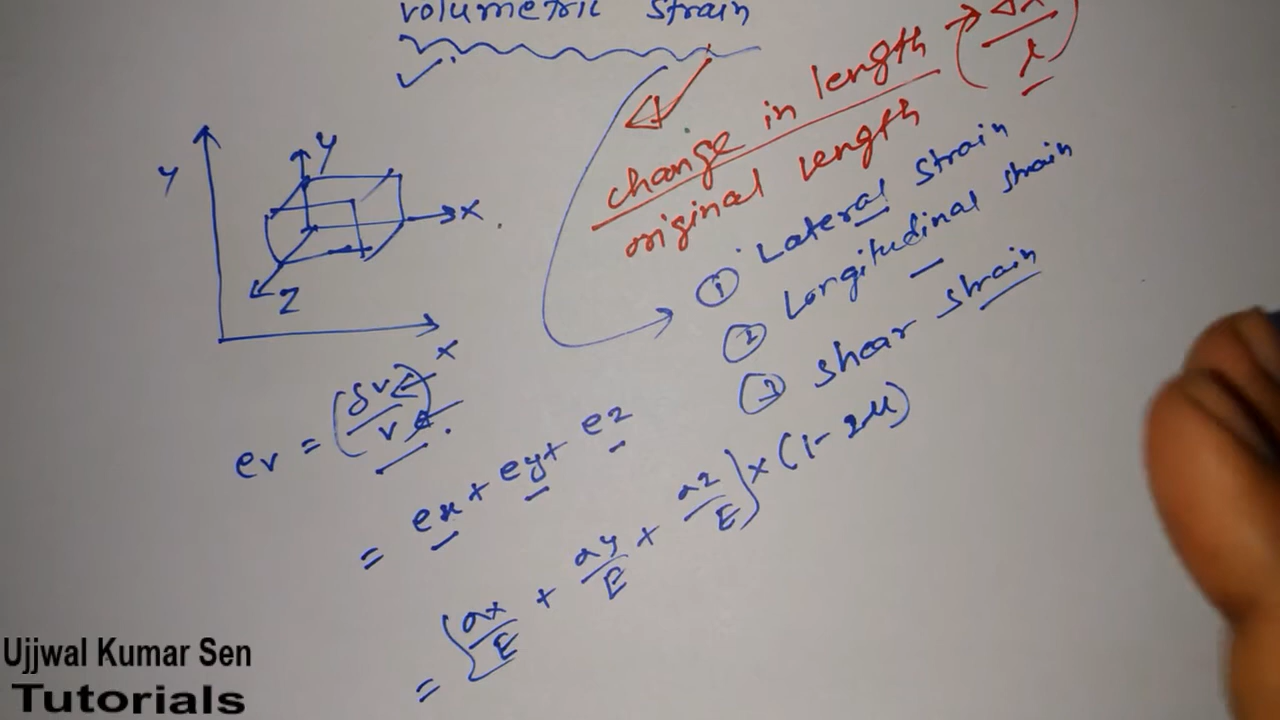 volumetric strain
change in length → (Δx
original length l)
① Lateral strain
② Longitudinal strain
③ shear strain
Y
Y
X
Z
X
ev = (δv/v)
= ex + ey + ez
= {σx/E + σy/E + σz/E} × (1-2μ)
Ujjwal Kumar Sen
Tutorials